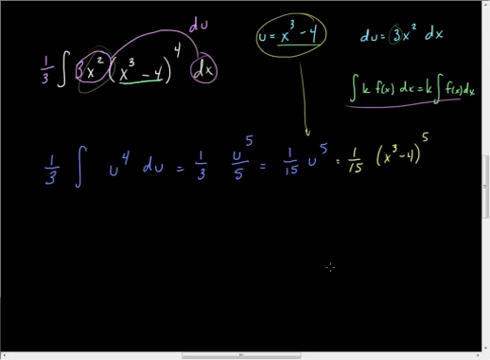 du
1/3 ∫ 3x² (x³ − 4)⁴ dx
u = x³ − 4
du = 3x² dx
∫ k f(x) dx = k ∫ f(x) dx
1/3 ∫ u⁴ du = 1/3 u⁵/5 = 1/15 u⁵ = 1/15 (x³ − 4)⁵